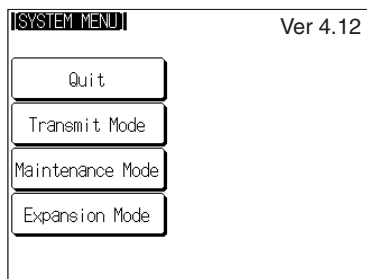 [SYSTEM MENU]
Ver 4.12
Quit
Transmit Mode
Maintenance Mode
Expansion Mode